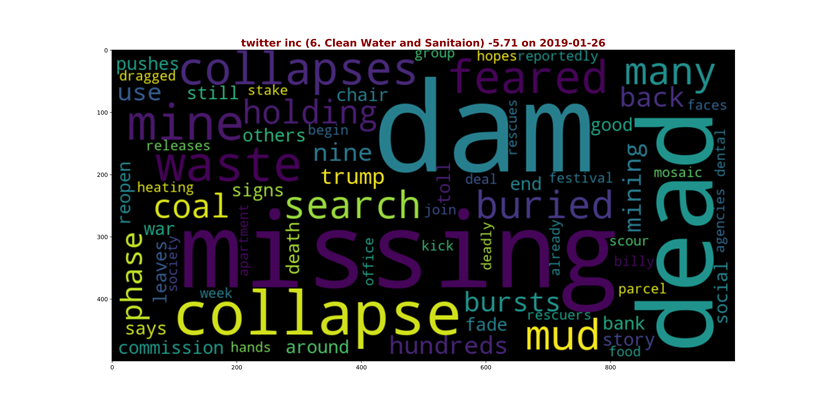 twitter inc (6. Clean Water and Sanitaion) -5.71 on 2019-01-26
0
100
200
300
400
0
200
400
600
800
pushes
collapses
group
hopes
reportedly
dragged
feared
many
use
still
stake
chair
back
faces
mine
holding
dam
rescues
good
dead
releases
others
begin
nine
waste
trump
toll
deal
end
festival
mining
mosaic
dental
reopen
heating
signs
coal
search
join
buried
agencies
war
missing
death
office
kick
deadly
already
scour
billy
phase
leaves
society
apartment
week
parcel
social
says
collapse
bursts
rescuers
fade
mud
bank
story
food
commission
hands
around
hundreds